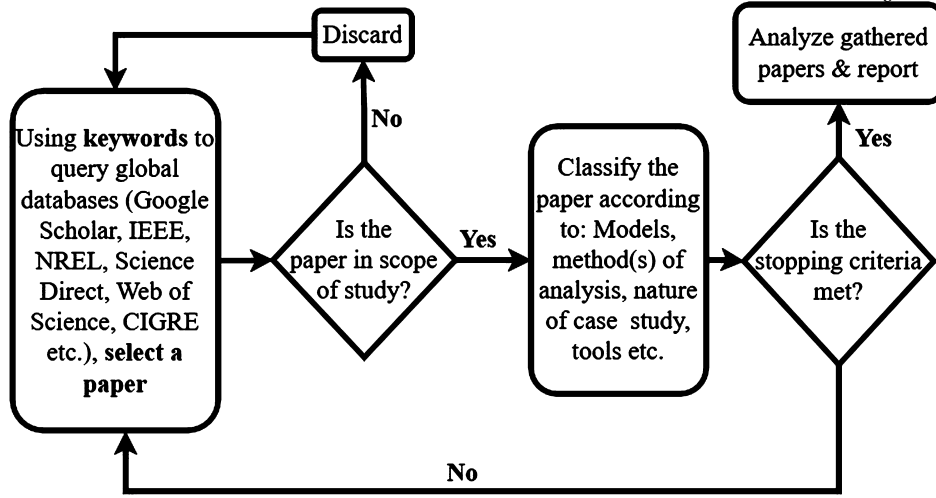 Discard
Analyze gathered
papers & report
No
Yes
Using keywords to
query global
databases (Google
Scholar, IEEE,
NREL, Science
Direct, Web of
Science, CIGRE
etc.), select a
paper
Is the
paper in scope
of study?
Yes
Classify the
paper according
to: Models,
method(s) of
analysis, nature
of case study,
tools etc.
Is the
stopping criteria
met?
No